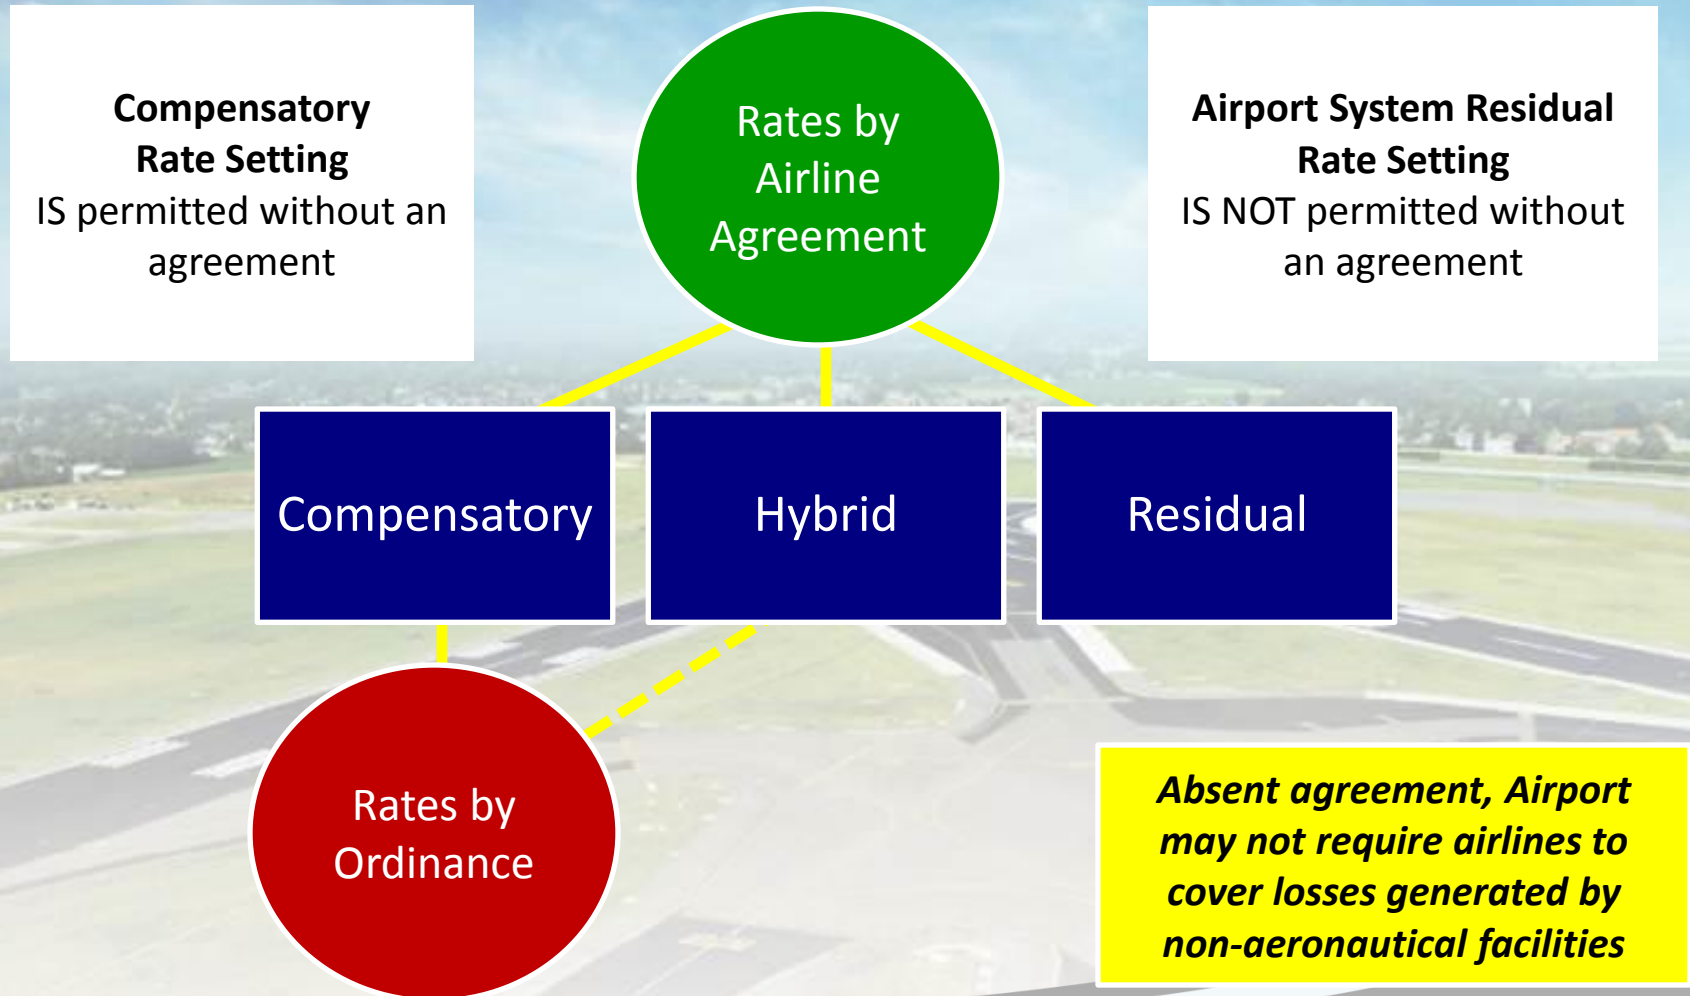 Compensatory
Rate Setting
IS permitted without an
agreement
Rates by
Airline
Agreement
Airport System Residual
Rate Setting
IS NOT permitted without
an agreement
Compensatory
Hybrid
Residual
Rates by
Ordinance
Absent agreement, Airport
may not require airlines to
cover losses generated by
non-aeronautical facilities